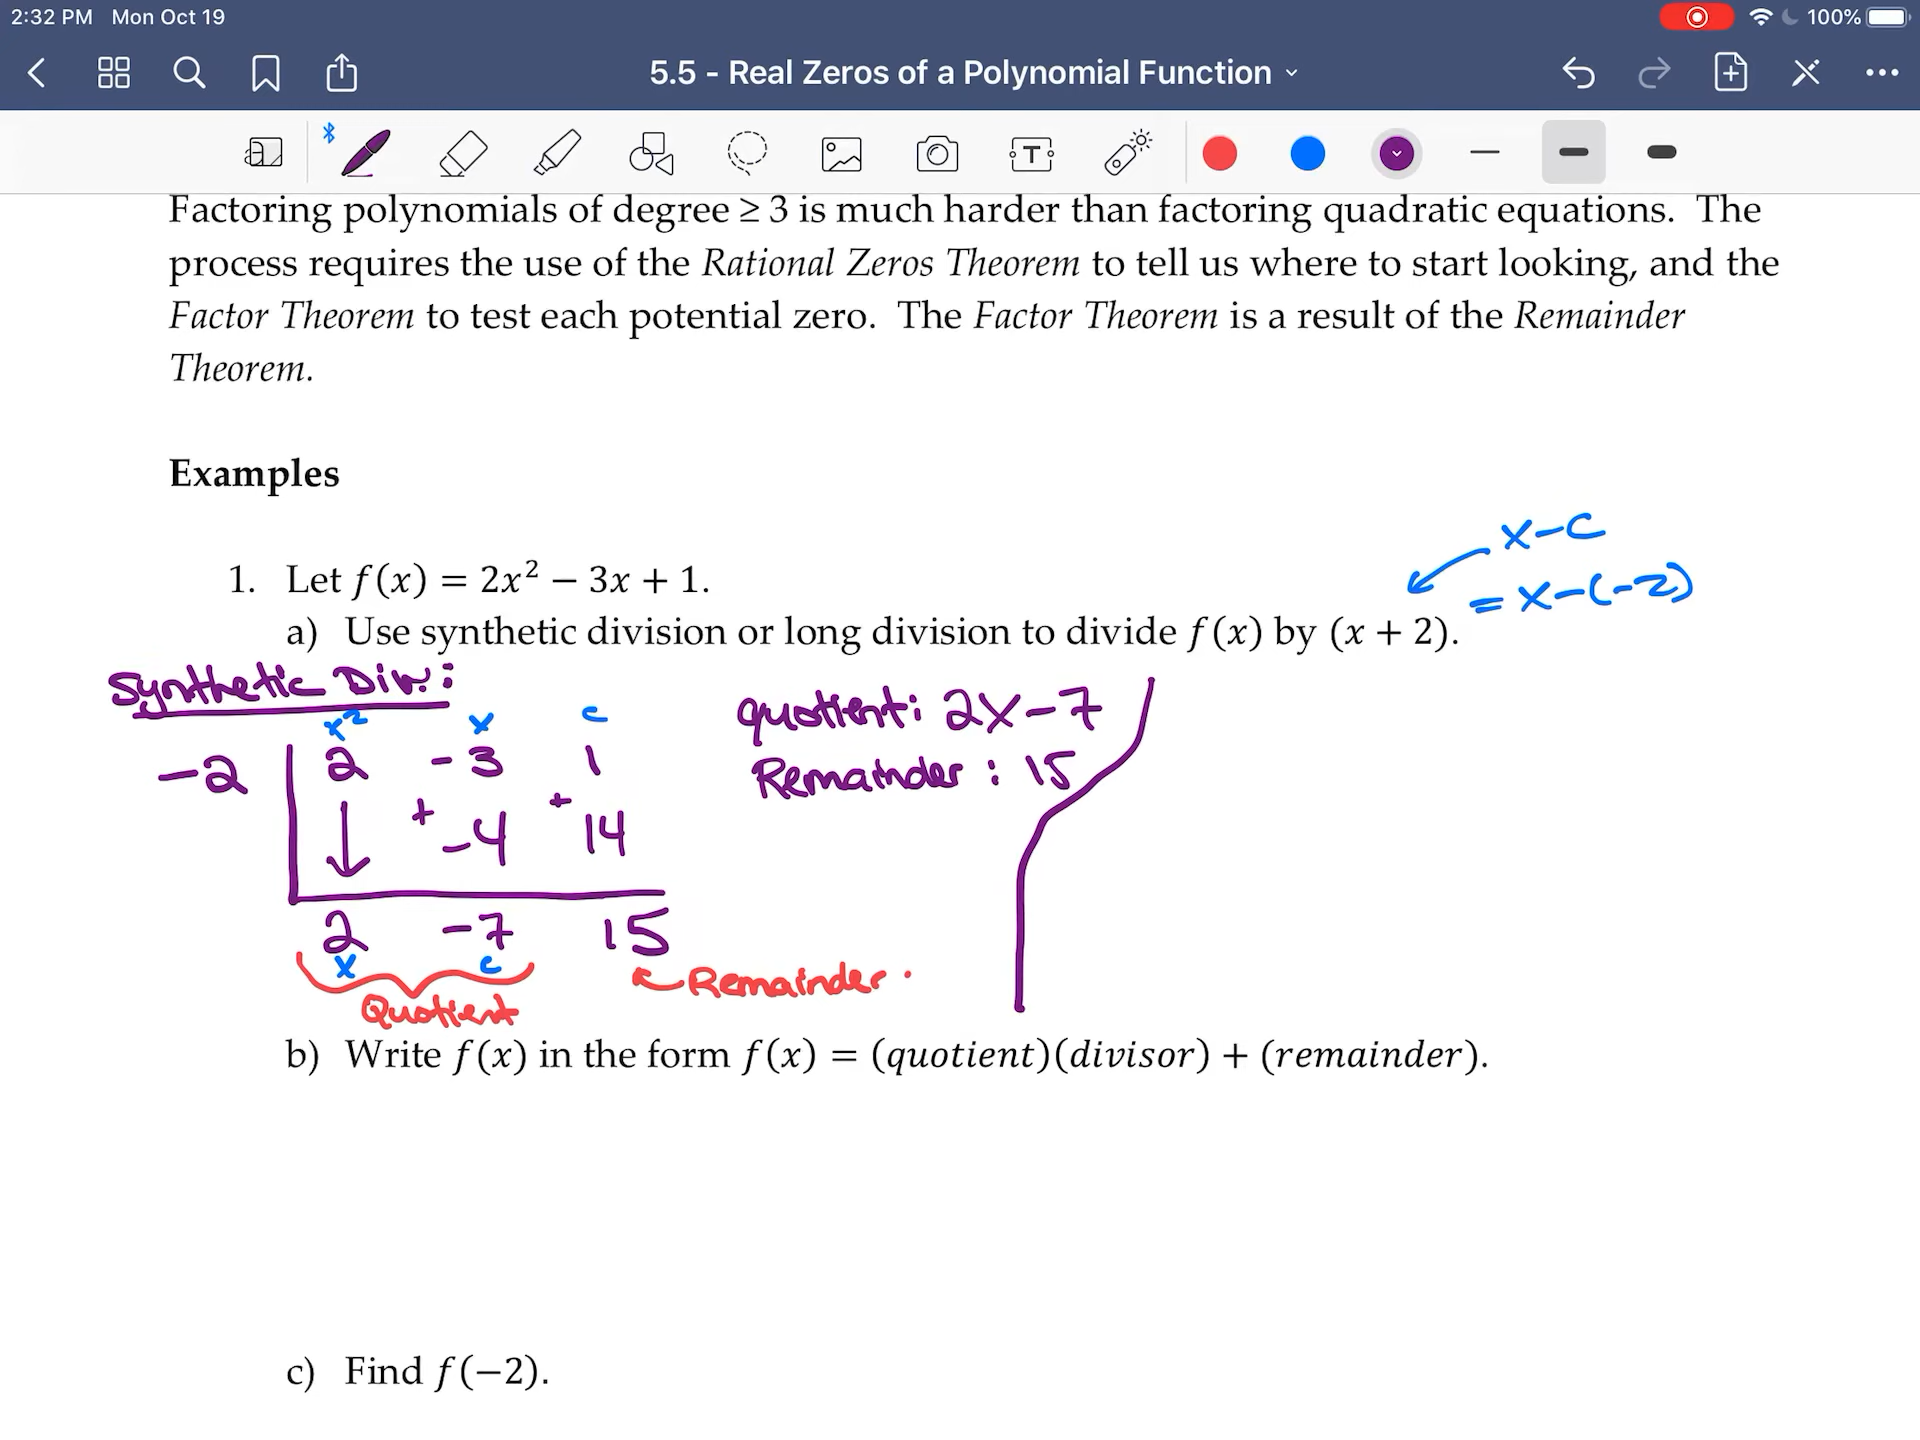 2:32 PM Mon Oct 19
100%
5.5 - Real Zeros of a Polynomial Function
Factoring polynomials of degree ≥ 3 is much harder than factoring quadratic equations. The
process requires the use of the Rational Zeros Theorem to tell us where to start looking, and the
Factor Theorem to test each potential zero. The Factor Theorem is a result of the Remainder
Theorem.
Examples
x-c
1. Let f(x) = 2x² − 3x + 1.
= x-(-2)
a) Use synthetic division or long division to divide f(x) by (x + 2).
Synthetic Div.:
x² x c
quotient: 2x-7
-2 2 -3 1
Remainder: 15
+ -4 + 14
2 -7 15
x c
Remainder.
Quotient
b) Write f(x) in the form f(x) = (quotient)(divisor) + (remainder).
c) Find f(−2).